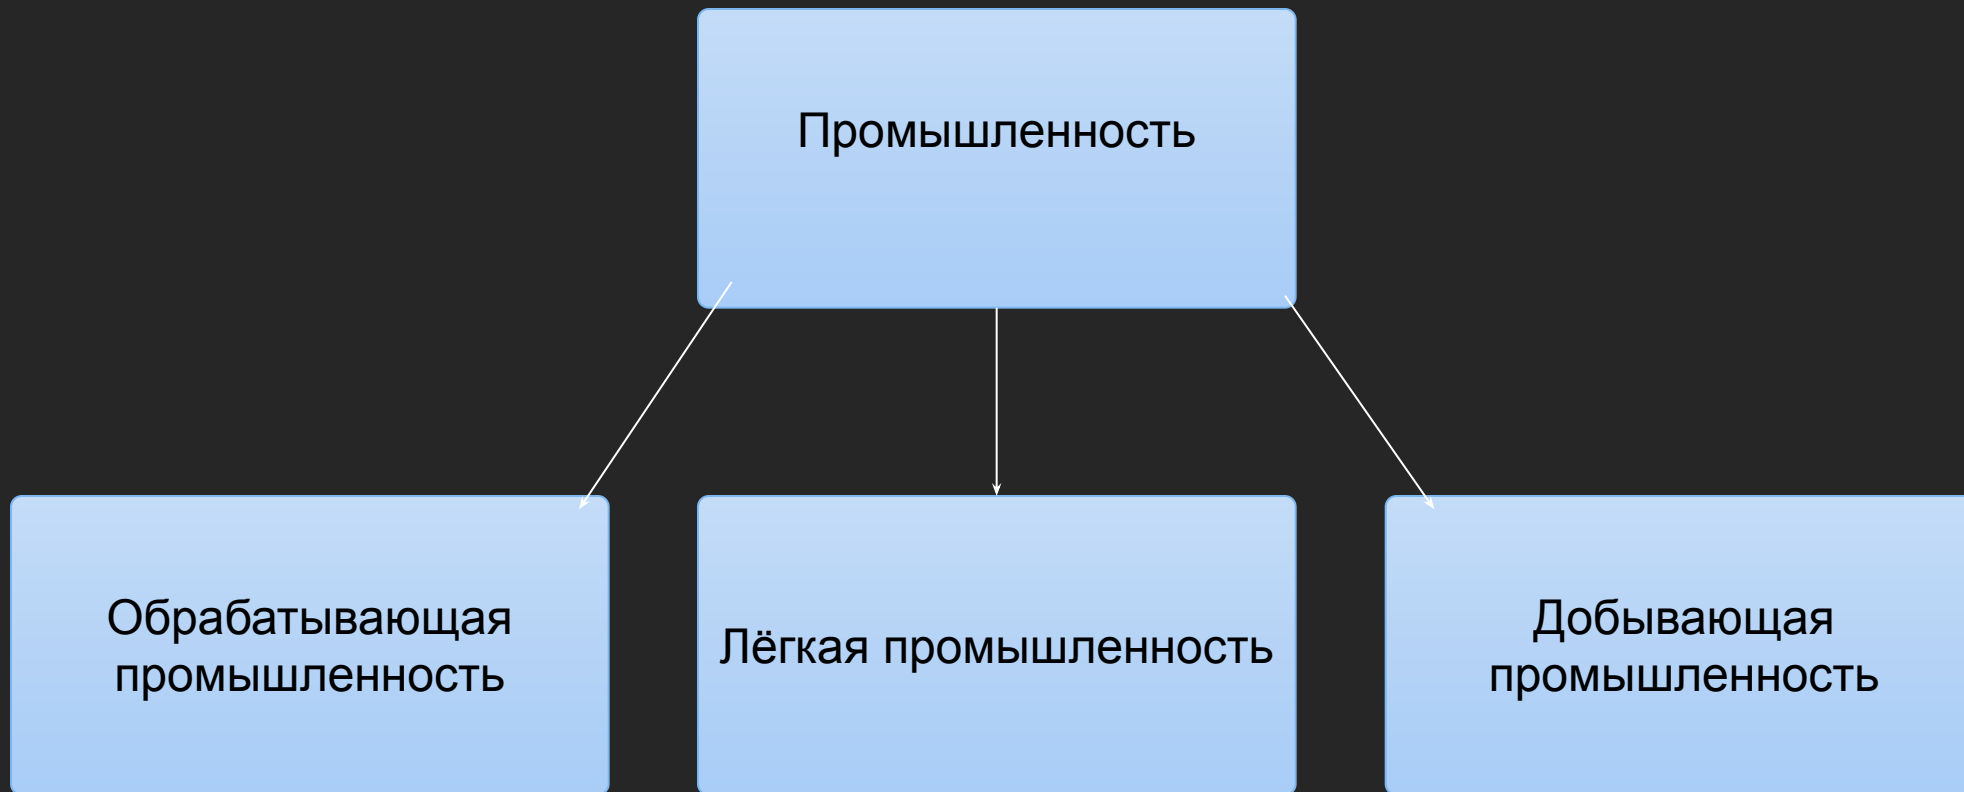 Промышленность
Обрабатывающая
промышленность
Лёгкая промышленность
Добывающая
промышленность